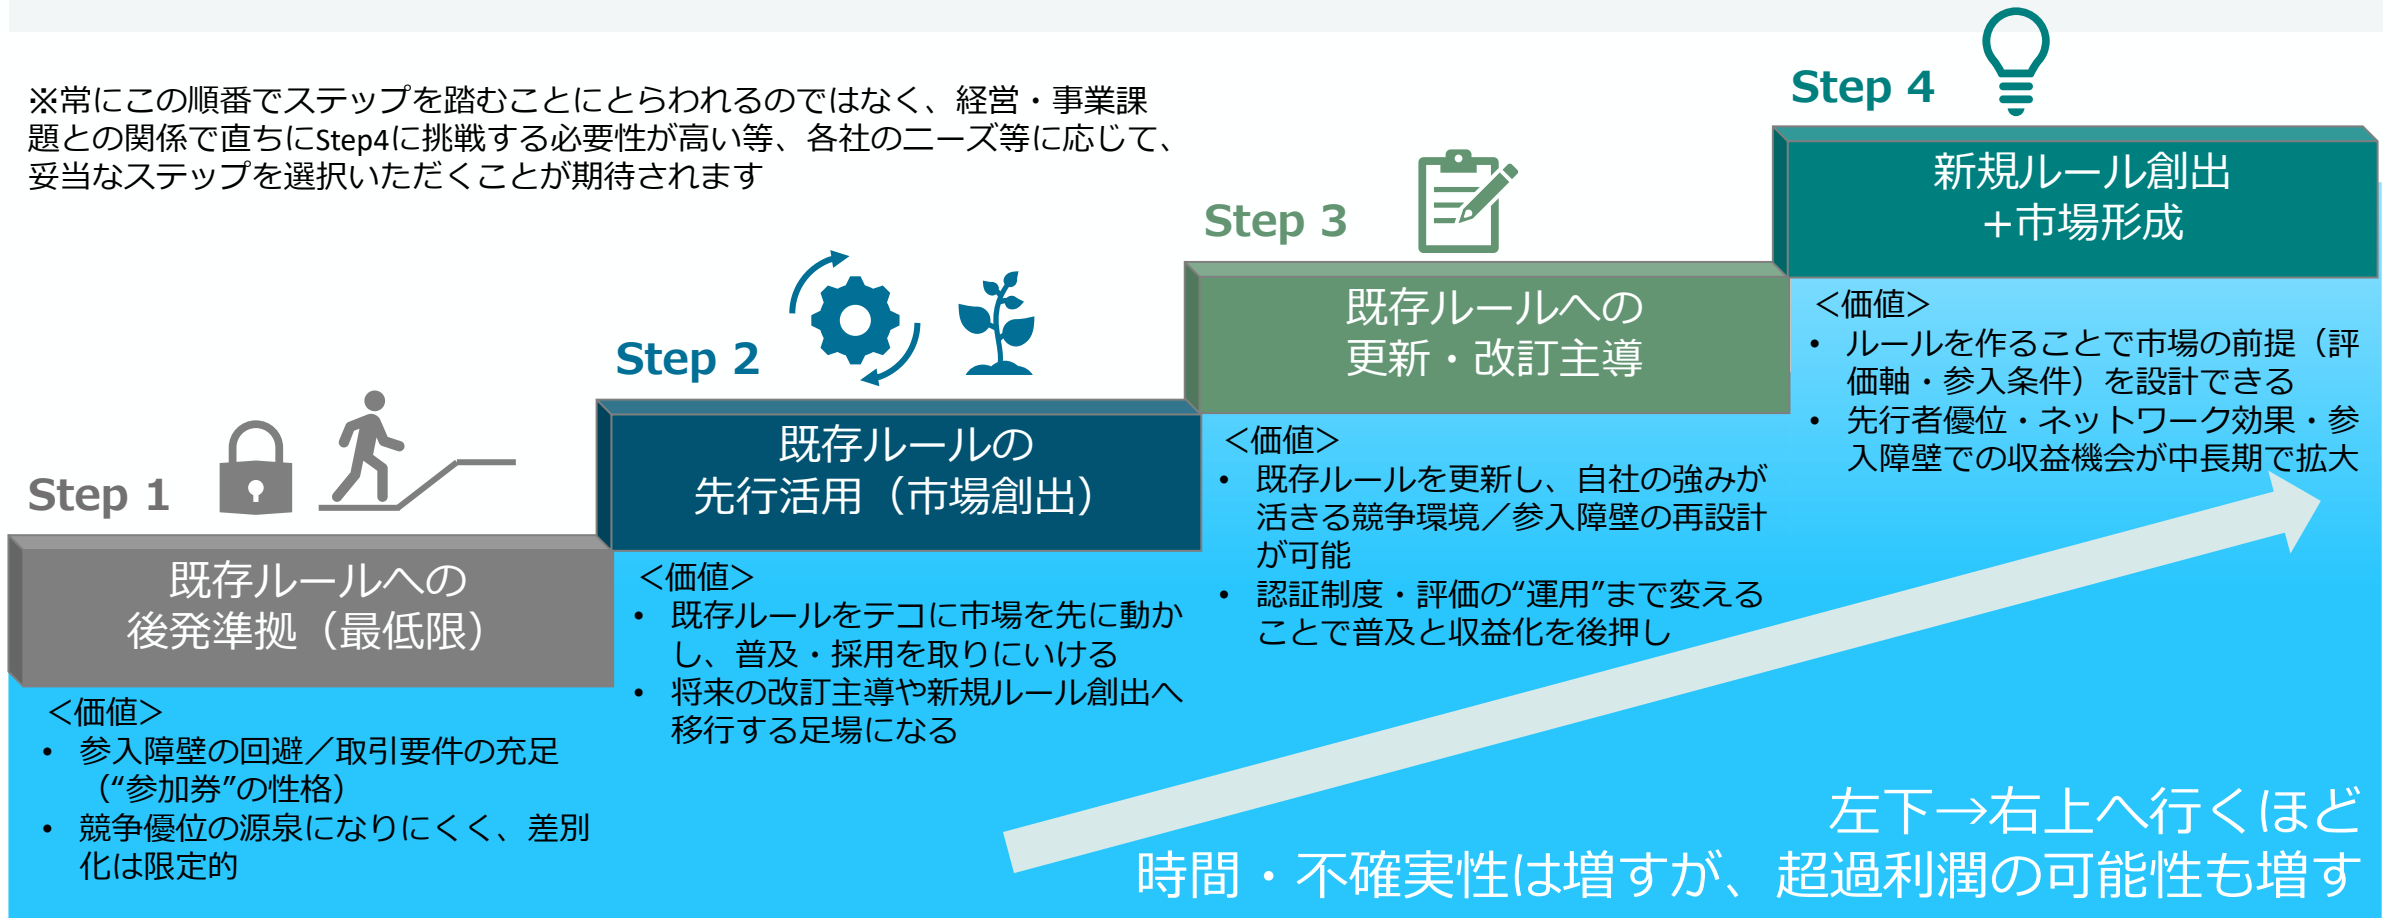 ※常にこの順番でステップを踏むことにとらわれるのではなく、経営・事業課
題との関係で直ちにStep4に挑戦する必要性が高い等、各社のニーズ等に応じて、
妥当なステップを選択いただくことが期待されます
Step 1
既存ルールへの
後発準拠（最低限）
＜価値＞
• 参入障壁の回避／取引要件の充足
（“参加券”の性格）
• 競争優位の源泉になりにくく、差別
化は限定的
Step 2
既存ルールの
先行活用（市場創出）
＜価値＞
• 既存ルールをテコに市場を先に動か
し、普及・採用を取りにいける
• 将来の改訂主導や新規ルール創出へ
移行する足場になる
Step 3
既存ルールへの
更新・改訂主導
＜価値＞
• 既存ルールを更新し、自社の強みが
活きる競争環境／参入障壁の再設計
が可能
• 認証制度・評価の“運用”まで変える
ことで普及と収益化を後押し
Step 4
新規ルール創出
+市場形成
＜価値＞
• ルールを作ることで市場の前提（評
価軸・参入条件）を設計できる
• 先行者優位・ネットワーク効果・参
入障壁での収益機会が中長期で拡大
左下→右上へ行くほど
時間・不確実性は増すが、超過利潤の可能性も増す